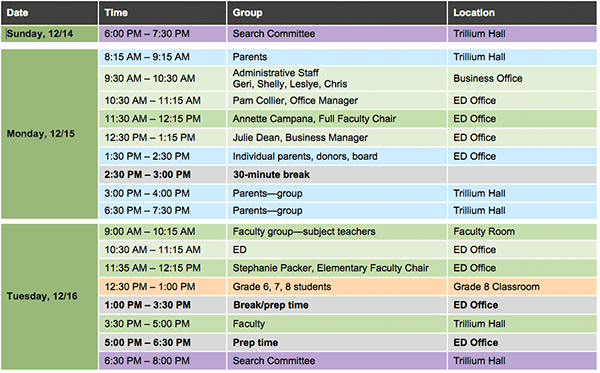 Date Time Group Location
Sunday, 12/14 6:00 PM – 7:30 PM Search Committee Trillium Hall
8:15 AM – 9:15 AM Parents Trillium Hall
9:30 AM – 10:30 AM Administrative Staff Business Office
Geri, Shelly, Leslye, Chris
10:30 AM – 11:15 AM Pam Collier, Office Manager ED Office
11:30 AM – 12:15 PM Annette Campana, Full Faculty Chair ED Office
Monday, 12/15 12:30 PM – 1:15 PM Julie Dean, Business Manager ED Office
1:30 PM – 2:30 PM Individual parents, donors, board ED Office
2:30 PM – 3:00 PM 30-minute break
3:00 PM – 4:00 PM Parents—group Trillium Hall
6:30 PM – 7:30 PM Parents—group Trillium Hall
9:00 AM – 10:15 AM Faculty group—subject teachers Faculty Room
10:30 AM – 11:15 AM ED ED Office
11:35 AM – 12:15 PM Stephanie Packer, Elementary Faculty Chair ED Office
Tuesday, 12/16 12:30 PM – 1:00 PM Grade 6, 7, 8 students Grade 8 Classroom
1:00 PM – 3:30 PM Break/prep time ED Office
3:30 PM – 5:00 PM Faculty Trillium Hall
5:00 PM – 6:30 PM Prep time ED Office
6:30 PM – 8:00 PM Search Committee Trillium Hall